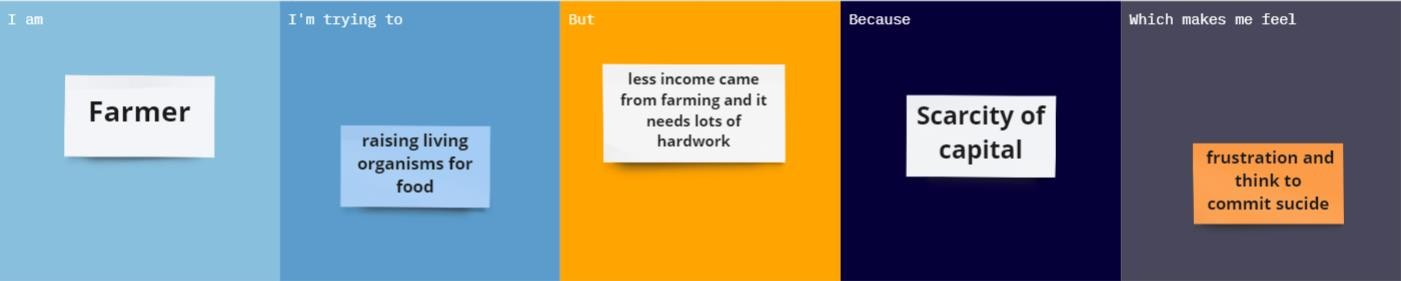 I am
Farmer
I'm trying to
raising living
organisms for
food
But
less income came
from farming and it
needs lots of
hardwork
Because
Scarcity of
capital
Which makes me feel
frustration and
think to
commit sucide